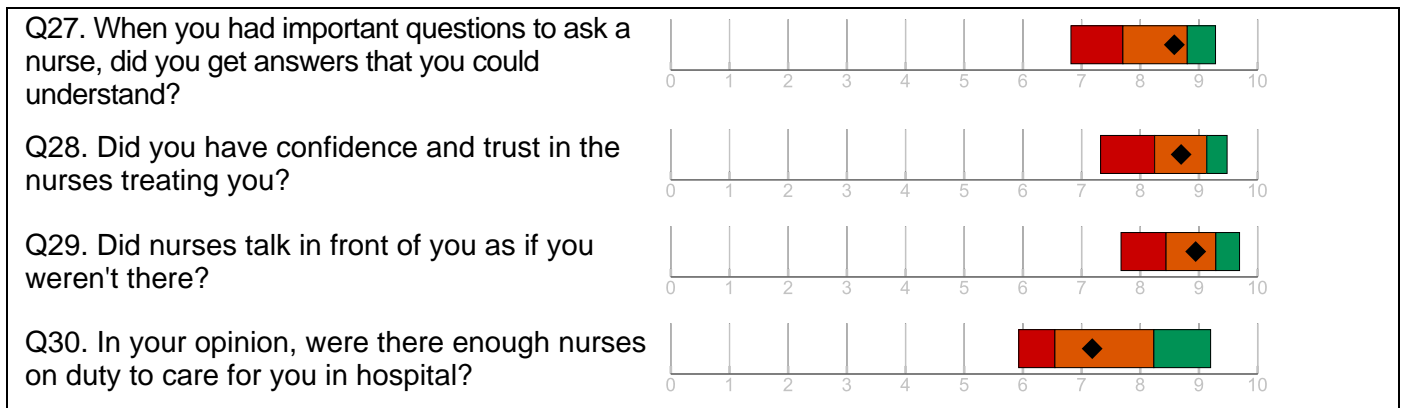 Q27. When you had important questions to ask a
nurse, did you get answers that you could
understand?
0 1 2 3 4 5 6 7 8 9 10
Q28. Did you have confidence and trust in the
nurses treating you?
0 1 2 3 4 5 6 7 8 9 10
Q29. Did nurses talk in front of you as if you
weren't there?
0 1 2 3 4 5 6 7 8 9 10
Q30. In your opinion, were there enough nurses
on duty to care for you in hospital?
0 1 2 3 4 5 6 7 8 9 10